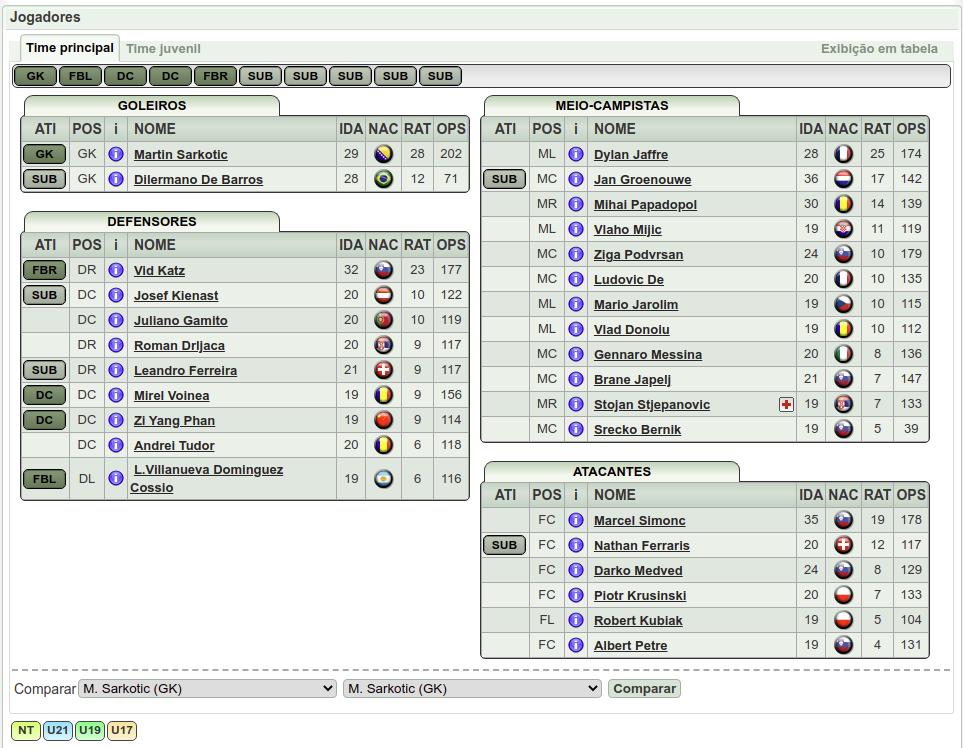 Jogadores
Time principal Time juvenil Exibição em tabela
GK FBL DC DC FBR SUB SUB SUB SUB SUB
GOLEIROS
ATI POS i NOME IDA NAC RAT OPS
GK GK i Martin Sarkotic 29 28 202
SUB GK i Dilermano De Barros 28 12 71
DEFENSORES
ATI POS i NOME IDA NAC RAT OPS
FBR DR i Vid Katz 32 23 177
SUB DC i Josef Kienast 20 10 122
DC i Juliano Gamito 20 10 119
DR i Roman Drljaca 20 9 117
SUB DR i Leandro Ferreira 21 9 117
DC DC i Mirel Voinea 19 9 156
DC DC i Zi Yang Phan 19 9 114
DC i Andrei Tudor 20 6 118
FBL DL i L.Villanueva Dominguez
Cossio 19 6 116
MEIO-CAMPISTAS
ATI POS i NOME IDA NAC RAT OPS
ML i Dylan Jaffre 28 25 174
SUB MC i Jan Groenouwe 36 17 142
MR i Mihai Papadopol 30 14 139
ML i Vlaho Mijic 19 11 119
MC i Ziga Podvrsan 24 10 179
MC i Ludovic De 20 10 135
ML i Mario Jarolim 19 10 115
ML i Vlad Donoiu 19 10 112
MC i Gennaro Messina 20 8 136
MC i Brane Japelj 21 7 147
MR i Stojan Stjepanovic 19 7 133
MC i Srecko Bernik 19 5 39
ATACANTES
ATI POS i NOME IDA NAC RAT OPS
FC i Marcel Simonc 35 19 178
SUB FC i Nathan Ferraris 20 12 117
FC i Darko Medved 24 8 129
FC i Piotr Krusinski 20 7 133
FL i Robert Kubiak 19 5 104
FC i Albert Petre 19 4 131
Comparar M. Sarkotic (GK) M. Sarkotic (GK) Comparar
NT U21 U19 U17